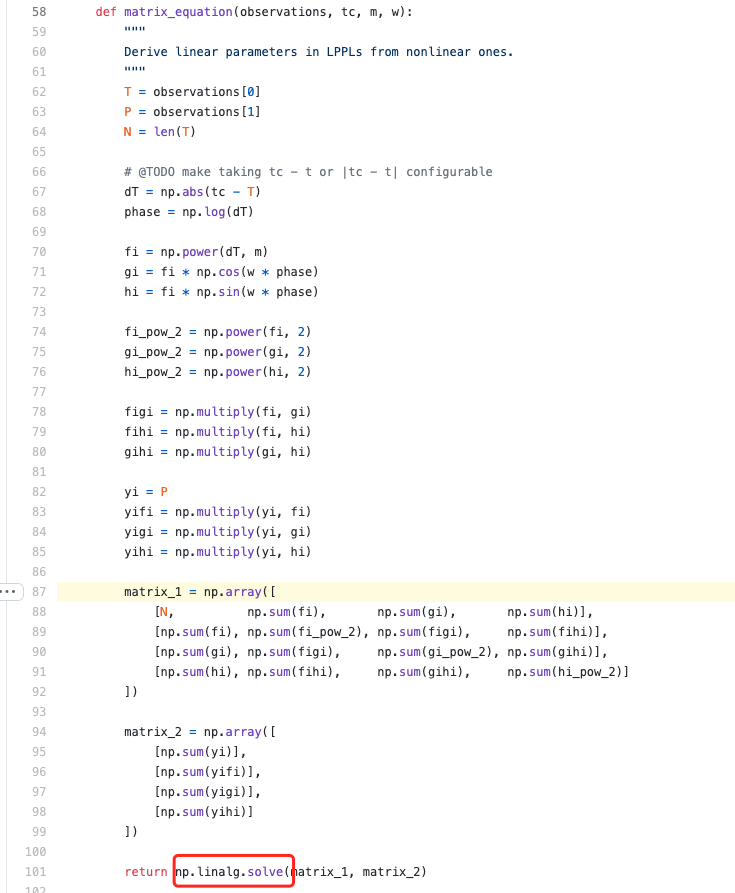 58 def matrix_equation(observations, tc, m, w):
59 """
60 Derive linear parameters in LPPLs from nonlinear ones.
61 """
62 T = observations[0]
63 P = observations[1]
64 N = len(T)
65
66 # @TODO make taking tc - t or |tc - t| configurable
67 dT = np.abs(tc - T)
68 phase = np.log(dT)
69
70 fi = np.power(dT, m)
71 gi = fi * np.cos(w * phase)
72 hi = fi * np.sin(w * phase)
73
74 fi_pow_2 = np.power(fi, 2)
75 gi_pow_2 = np.power(gi, 2)
76 hi_pow_2 = np.power(hi, 2)
77
78 figi = np.multiply(fi, gi)
79 fihi = np.multiply(fi, hi)
80 gihi = np.multiply(gi, hi)
81
82 yi = P
83 yifi = np.multiply(yi, fi)
84 yigi = np.multiply(yi, gi)
85 yihi = np.multiply(yi, hi)
86
... 87 matrix_1 = np.array([
88 [N, np.sum(fi), np.sum(gi), np.sum(hi)],
89 [np.sum(fi), np.sum(fi_pow_2), np.sum(figi), np.sum(fihi)],
90 [np.sum(gi), np.sum(figi), np.sum(gi_pow_2), np.sum(gihi)],
91 [np.sum(hi), np.sum(fihi), np.sum(gihi), np.sum(hi_pow_2)]
92 ])
93
94 matrix_2 = np.array([
95 [np.sum(yi)],
96 [np.sum(yifi)],
97 [np.sum(yigi)],
98 [np.sum(yihi)]
99 ])
100
101 return np.linalg.solve(matrix_1, matrix_2)
102